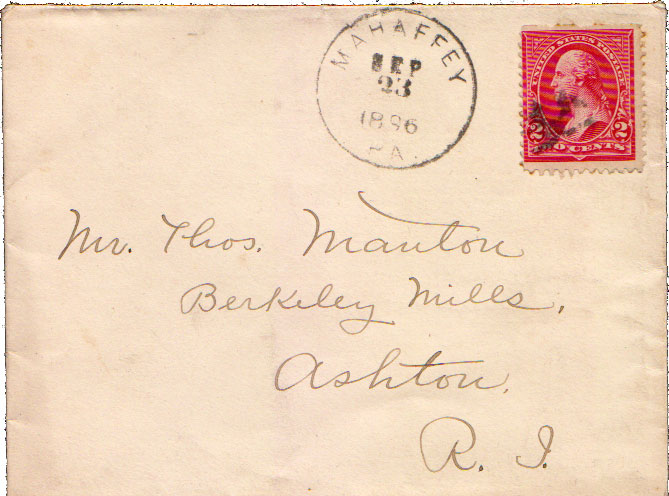 MAHAFFEY
SEP
23
1896
PA.
UNITED STATES POSTAGE
2 2
TWO CENTS
Mr. Thos. Manton
Berkeley Mills,
Ashton,
R. I.